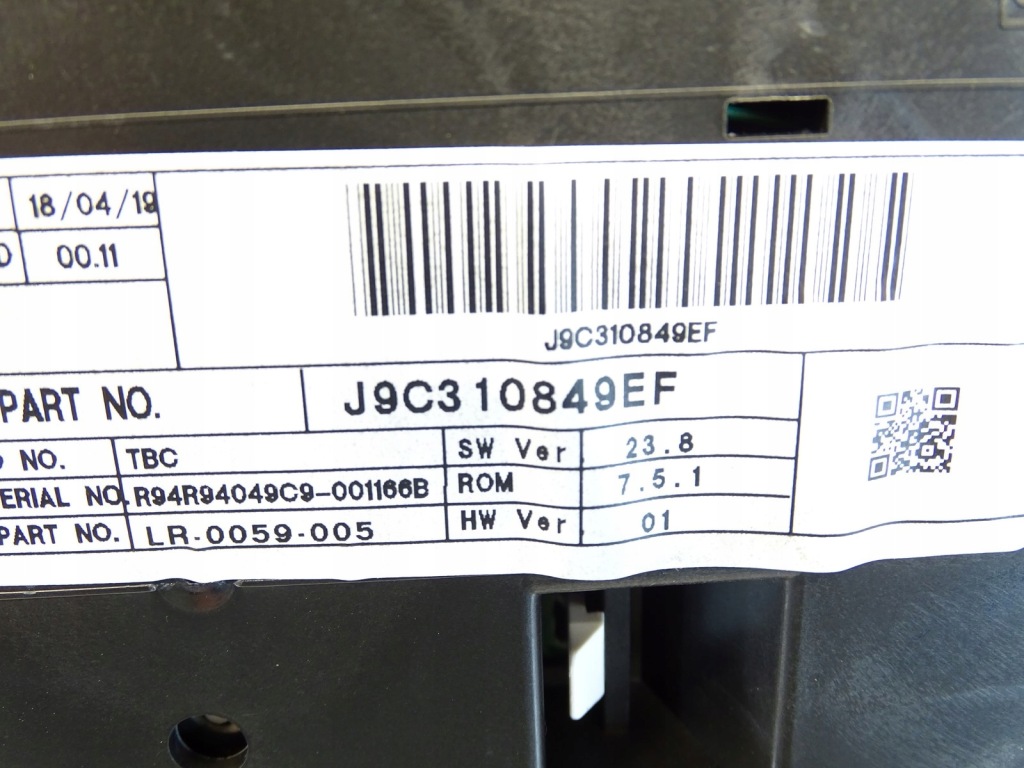 18/04/19
D 00.11
J9C310849EF
PART NO. J9C310849EF
NO. TBC SW Ver 23.8
ERIAL NO. R94R94049C9-001166B ROM 7.5.1
PART NO. LR-0059-005 HW Ver 01